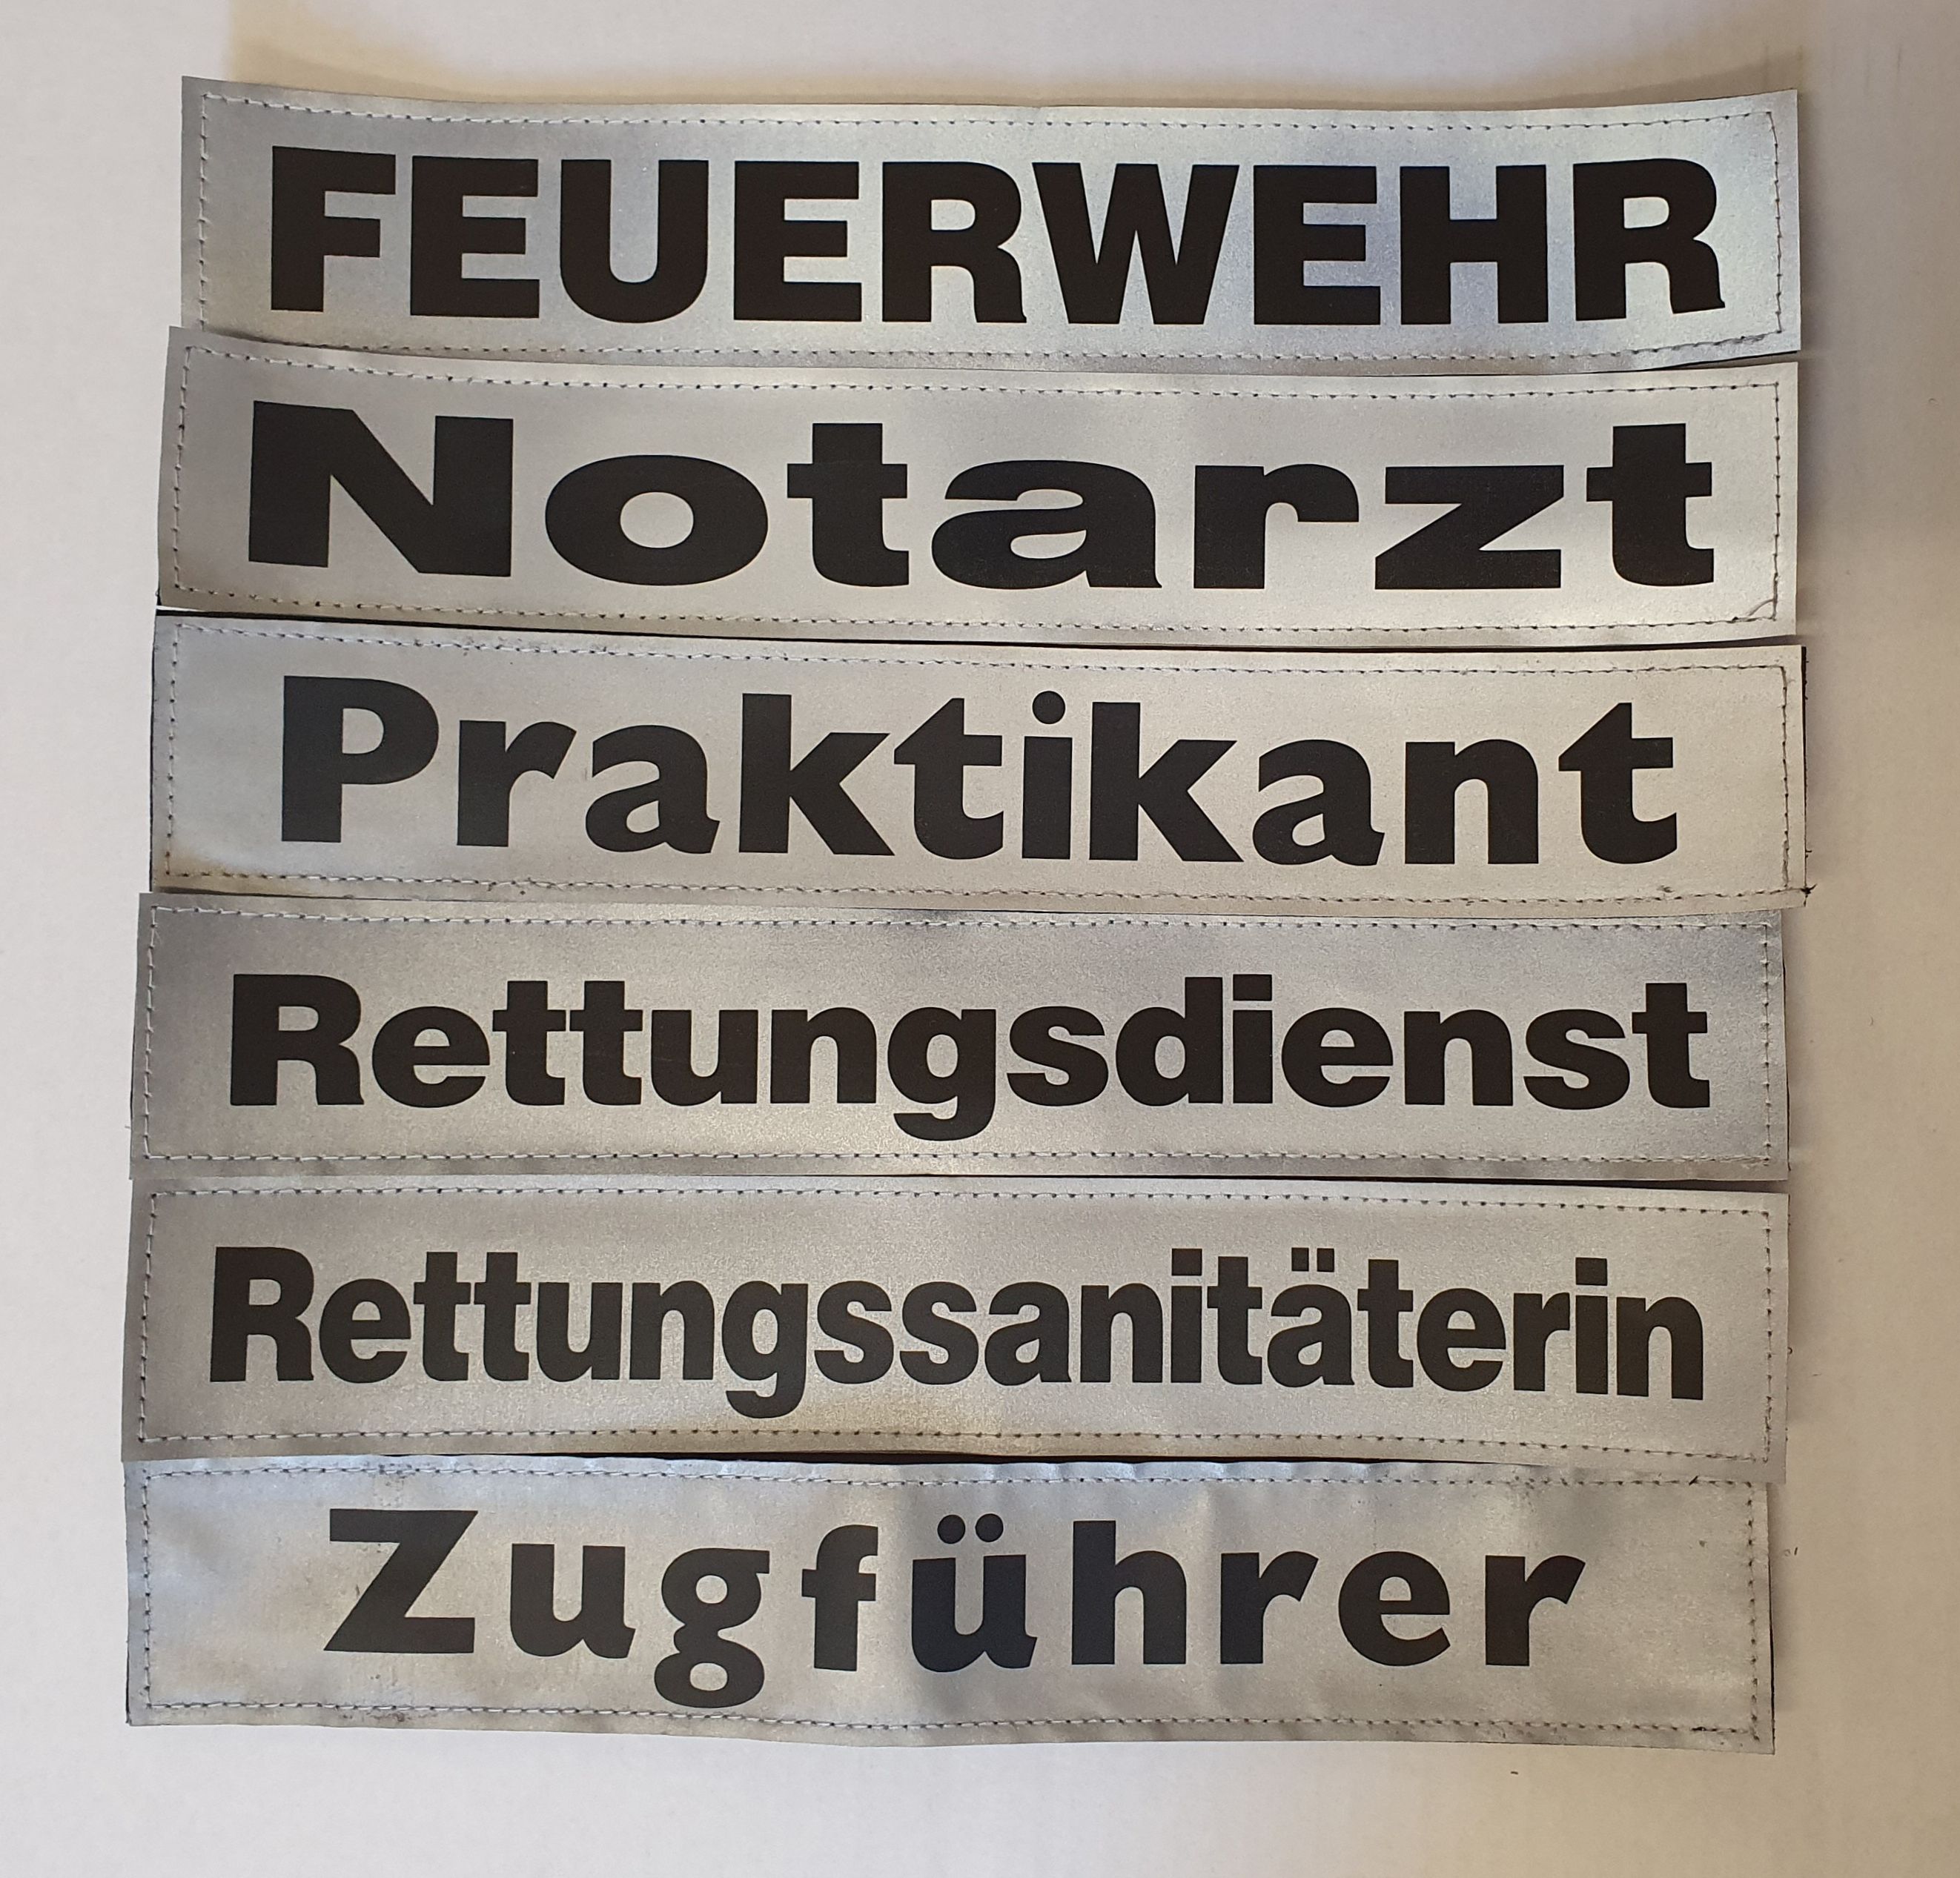 FEUERWEHR
Notarzt
Praktikant
Rettungsdienst
Rettungssanitäterin
Zugführer